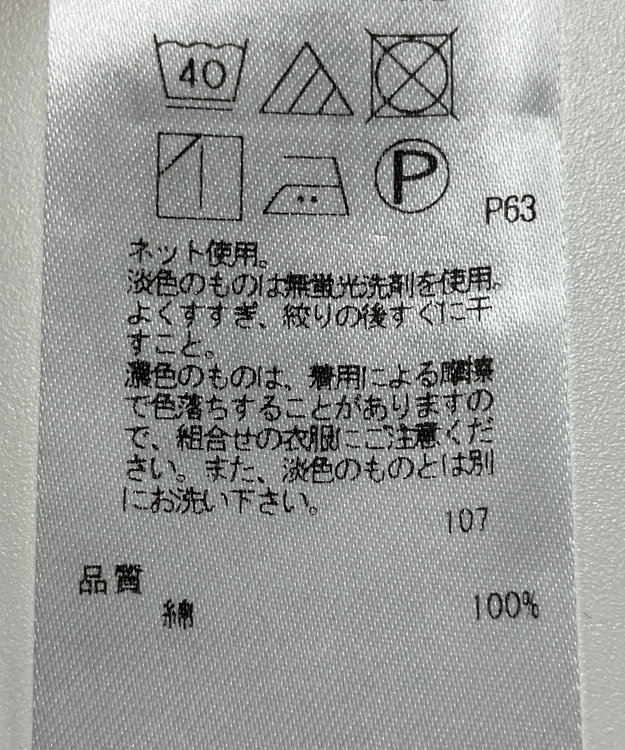 40
P
P63
ネット使用。
淡色のものは無蛍光洗剤を使用。
よくすすぎ、絞りの後すぐに干
すこと。
濃色のものは、着用による摩擦
で色落ちすることがありますの
で、組合せの衣服にご注意くだ
さい。また、淡色のものとは別
にお洗い下さい。
107
品質
綿 100%